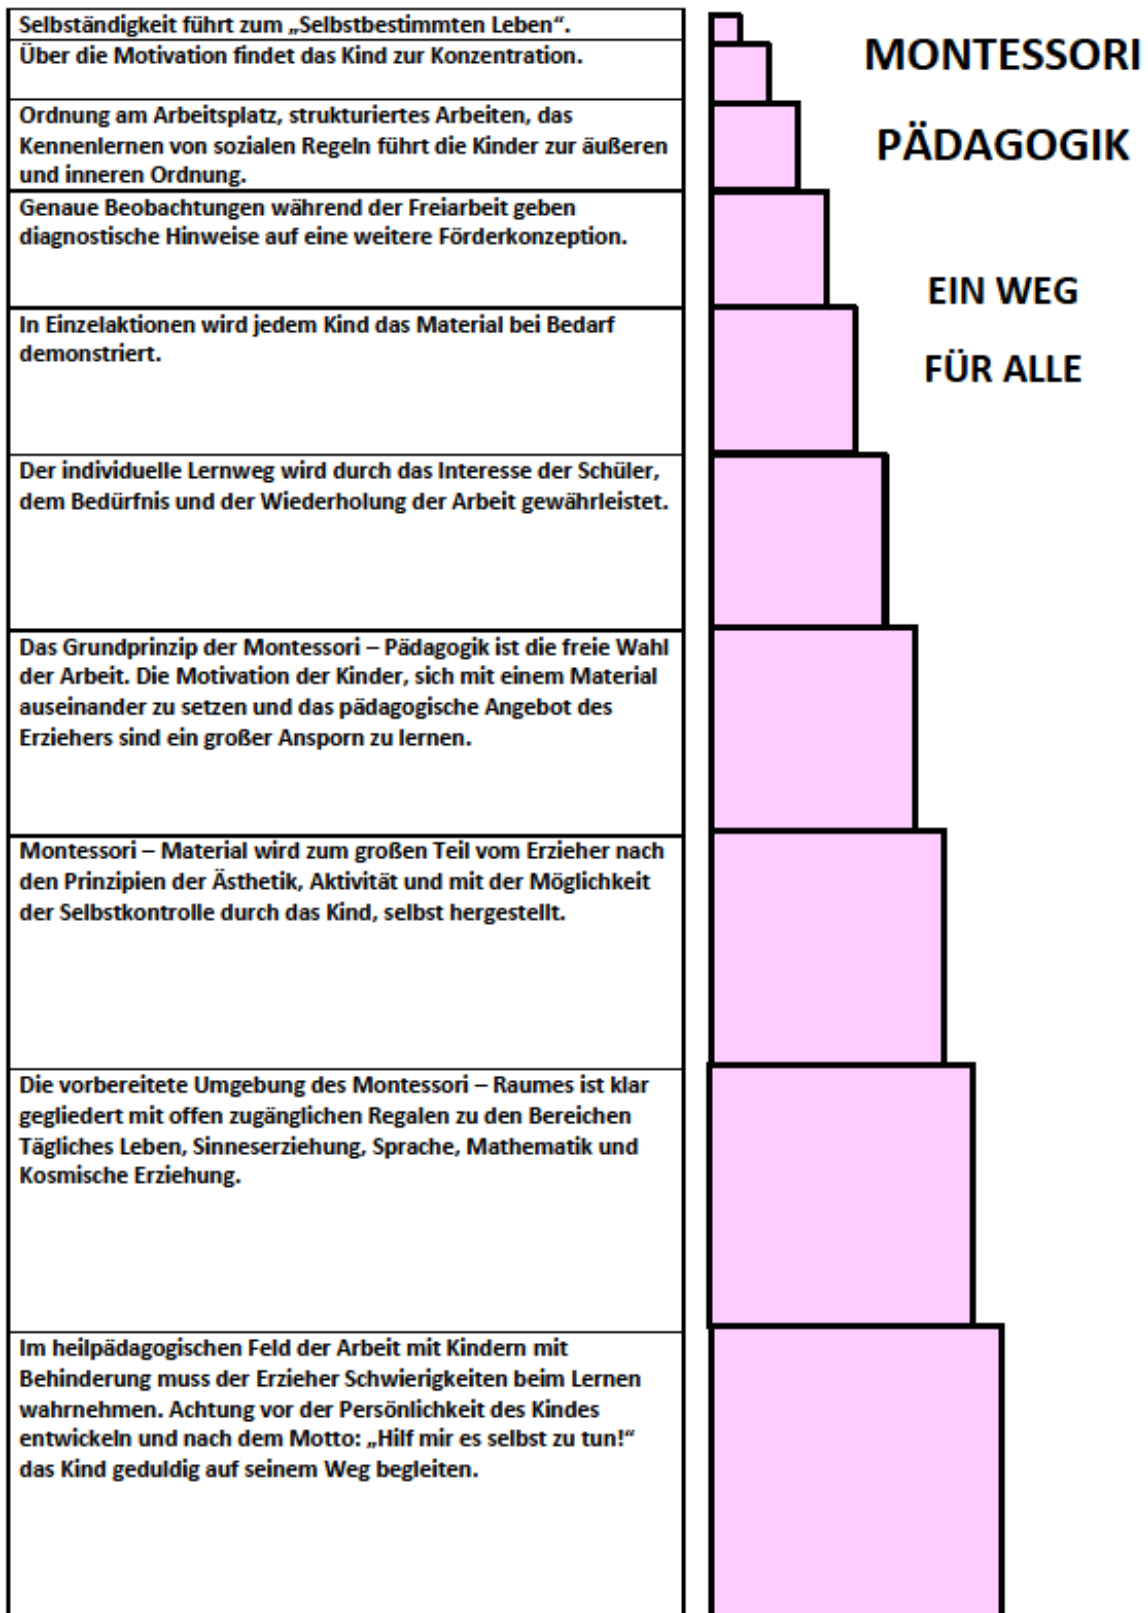 Selbständigkeit führt zum „Selbstbestimmten Leben“.
Über die Motivation findet das Kind zur Konzentration.
Ordnung am Arbeitsplatz, strukturiertes Arbeiten, das
Kennenlernen von sozialen Regeln führt die Kinder zur äußeren
und inneren Ordnung.
Genaue Beobachtungen während der Freiarbeit geben
diagnostische Hinweise auf eine weitere Förderkonzeption.
In Einzelaktionen wird jedem Kind das Material bei Bedarf
demonstriert.
Der individuelle Lernweg wird durch das Interesse der Schüler,
dem Bedürfnis und der Wiederholung der Arbeit gewährleistet.
Das Grundprinzip der Montessori – Pädagogik ist die freie Wahl
der Arbeit. Die Motivation der Kinder, sich mit einem Material
auseinander zu setzen und das pädagogische Angebot des
Erziehers sind ein großer Ansporn zu lernen.
Montessori – Material wird zum großen Teil vom Erzieher nach
den Prinzipien der Ästhetik, Aktivität und mit der Möglichkeit
der Selbstkontrolle durch das Kind, selbst hergestellt.
Die vorbereitete Umgebung des Montessori – Raumes ist klar
gegliedert mit offen zugänglichen Regalen zu den Bereichen
Tägliches Leben, Sinneserziehung, Sprache, Mathematik und
Kosmische Erziehung.
Im heilpädagogischen Feld der Arbeit mit Kindern mit
Behinderung muss der Erzieher Schwierigkeiten beim Lernen
wahrnehmen. Achtung vor der Persönlichkeit des Kindes
entwickeln und nach dem Motto: „Hilf mir es selbst zu tun!“
das Kind geduldig auf seinem Weg begleiten.
MONTESSORI
PÄDAGOGIK
EIN WEG
FÜR ALLE